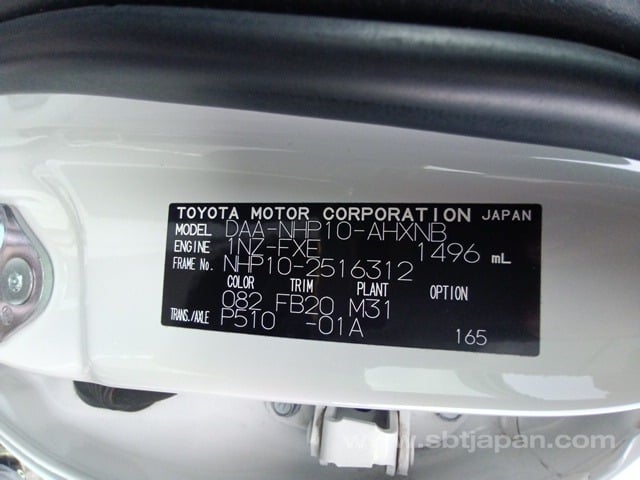 TOYOTA MOTOR CORPORATION JAPAN
MODEL DAA-NHP10-AHXNB
ENGINE 1NZ-FXE 1496 mL
FRAME No. NHP10-2516312
COLOR TRIM PLANT OPTION
082 FB20 M31
TRANS./AXLE P510 -01A
165
www.sbtjapan.com